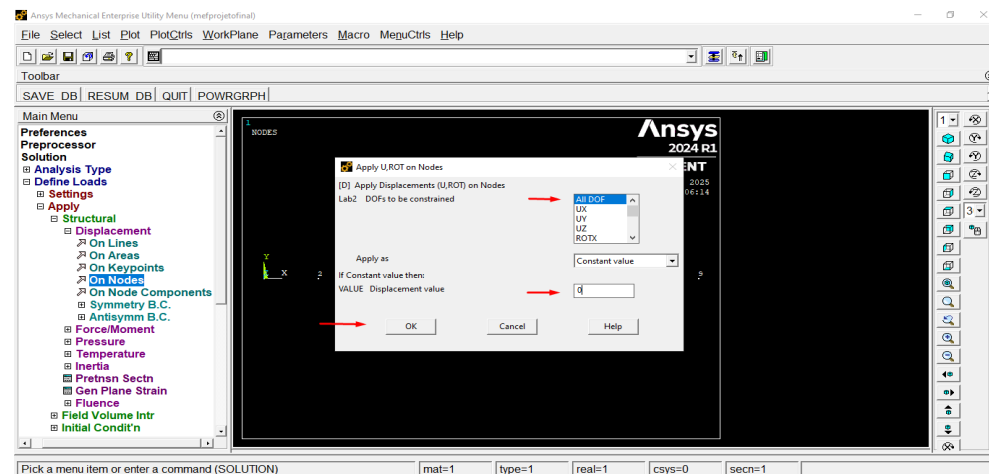 Ansys Mechanical Enterprise Utility Menu (mefprojetofinal)
File Select List Plot PlotCtrls WorkPlane Parameters Macro MenuCtrls Help
Toolbar
SAVE_DB RESUM_DB QUIT POWRGRPH
Main Menu
Preferences
Preprocessor
Solution
Analysis Type
Define Loads
Settings
Apply
Structural
Displacement
On Lines
On Areas
On Keypoints
On Nodes
On Node Components
Symmetry B.C.
Antisymm B.C.
Force/Moment
Pressure
Temperature
Inertia
Pretnsn Sectn
Gen Plane Strain
Fluence
Field Volume Intr
Initial Condit'n
1
NODES
Ansys
2024 R1
ENT
2025
06:14
Y
X
2
9
Apply U,ROT on Nodes
[D] Apply Displacements (U,ROT) on Nodes
Lab2 DOFs to be constrained
All DOF
UX
UY
UZ
ROTX
Apply as
Constant value
If Constant value then:
VALUE Displacement value
0
OK Cancel Help
1
3
Pick a menu item or enter a command (SOLUTION)
mat=1 type=1 real=1 csys=0 secn=1